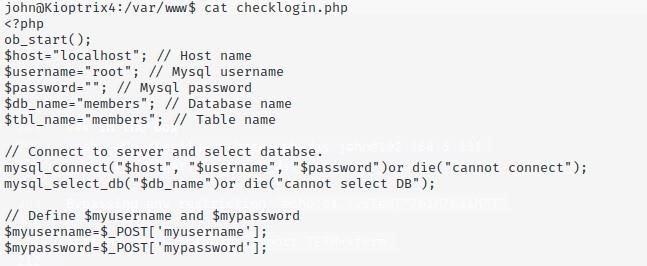 john@Kioptrix4:/var/www$ cat checklogin.php
<?php
ob_start();
$host="localhost"; // Host name
$username="root"; // Mysql username
$password=""; // Mysql password
$db_name="members"; // Database name
$tbl_name="members"; // Table name

// Connect to server and select databse.
mysql_connect("$host", "$username", "$password")or die("cannot connect");
mysql_select_db("$db_name")or die("cannot select DB");

// Define $myusername and $mypassword
$myusername=$_POST['myusername'];
$mypassword=$_POST['mypassword'];